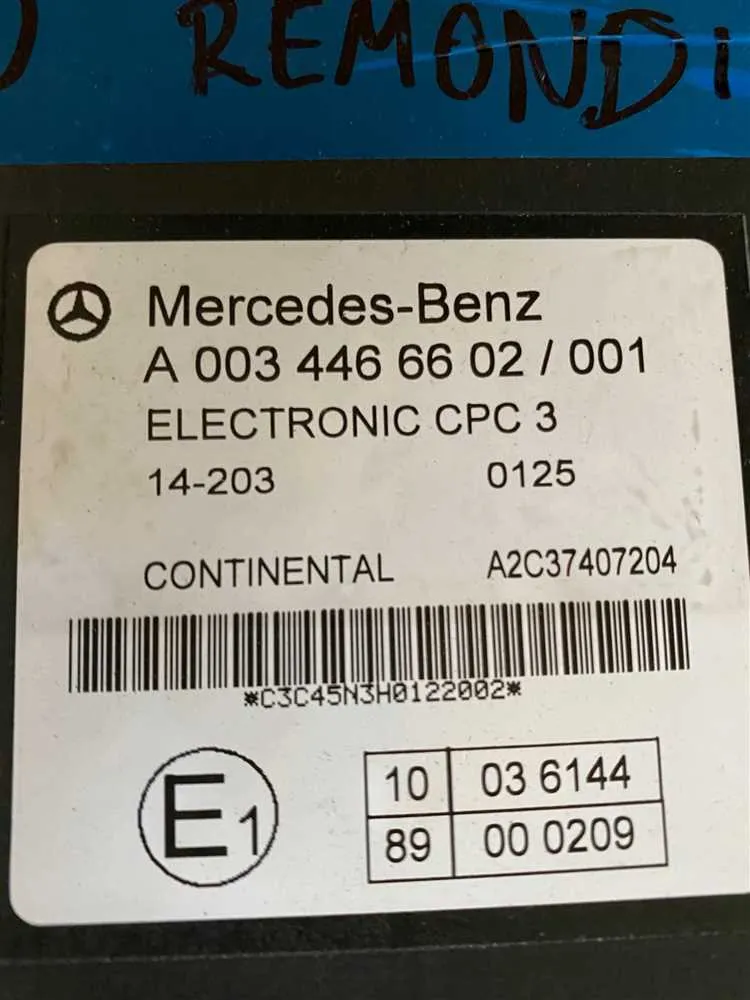 REMONDI
Mercedes-Benz
A 003 446 66 02 / 001
ELECTRONIC CPC 3
14-203 0125
CONTINENTAL A2C37407204
*C3C45N3H0122002*
E1
10 03 6144
89 00 0209